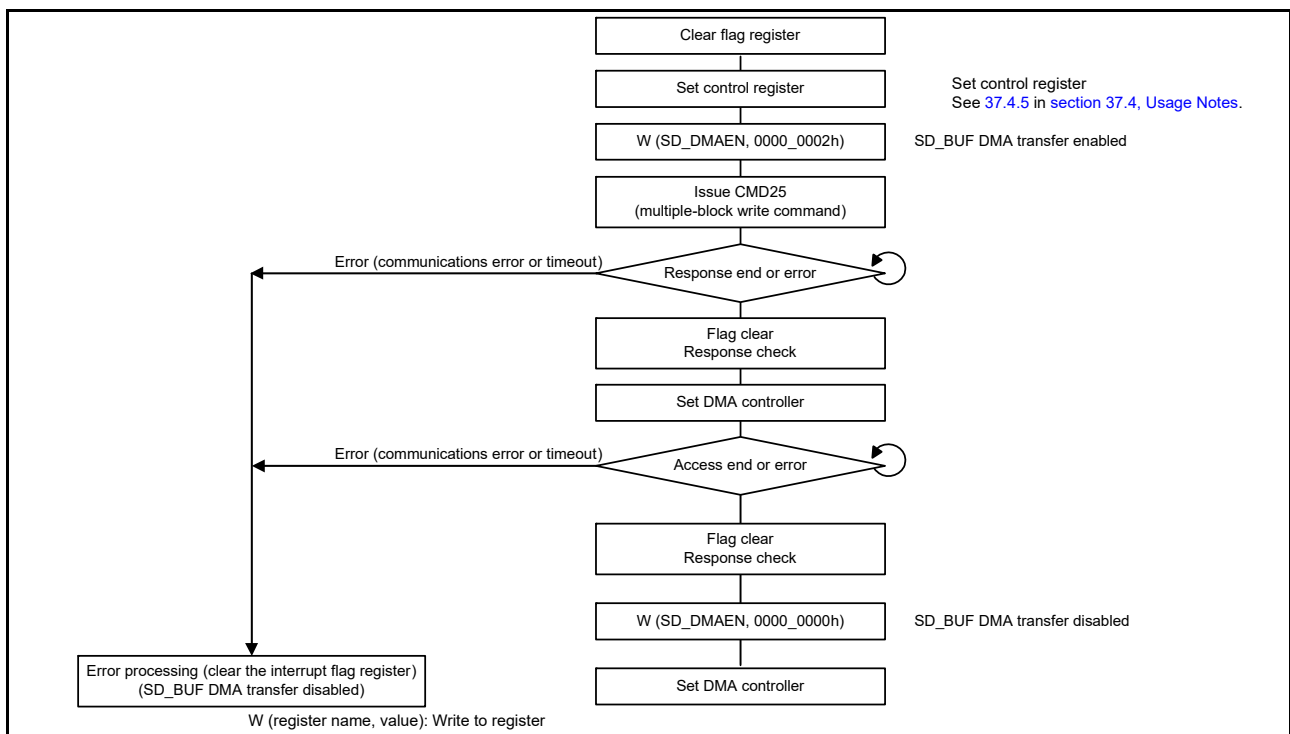 Clear flag register
Set control register
Set control register
See 37.4.5 in section 37.4, Usage Notes.
W (SD_DMAEN, 0000_0002h)
SD_BUF DMA transfer enabled
Issue CMD25
(multiple-block write command)
Error (communications error or timeout)
Response end or error
Flag clear
Response check
Set DMA controller
Error (communications error or timeout)
Access end or error
Flag clear
Response check
W (SD_DMAEN, 0000_0000h)
SD_BUF DMA transfer disabled
Error processing (clear the interrupt flag register)
(SD_BUF DMA transfer disabled)
Set DMA controller
W (register name, value): Write to register